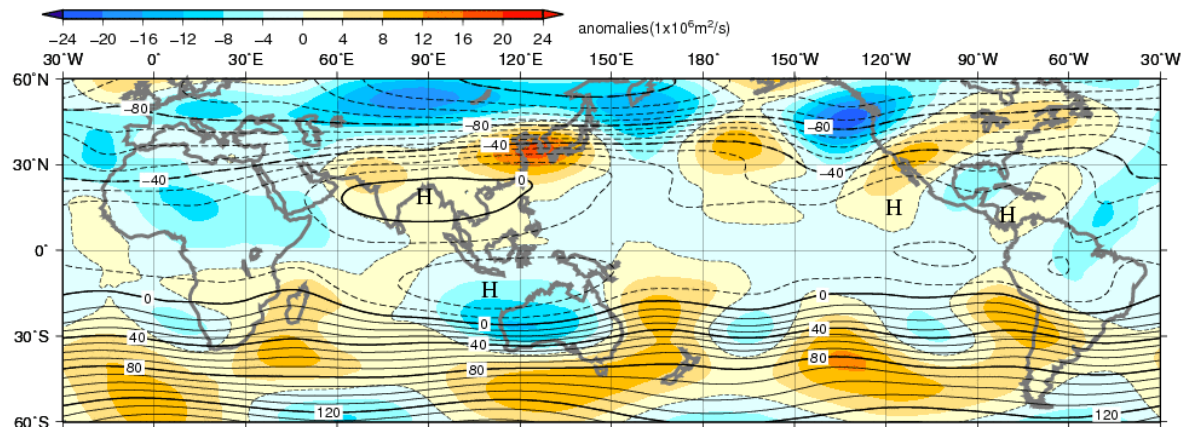 −24 −20 −16 −12 −8 −4 0 4 8 12 16 20 24
anomalies(1x10⁶m²/s)
30°W 0° 30°E 60°E 90°E 120°E 150°E 180° 150°W 120°W 90°W 60°W 30°W
60°N
−80 −80 −80
−40
30°N
−40 −40
0
H H H
0°
H
0 0
0
40 40
30°S
40
80 80 80
120 120
60°S